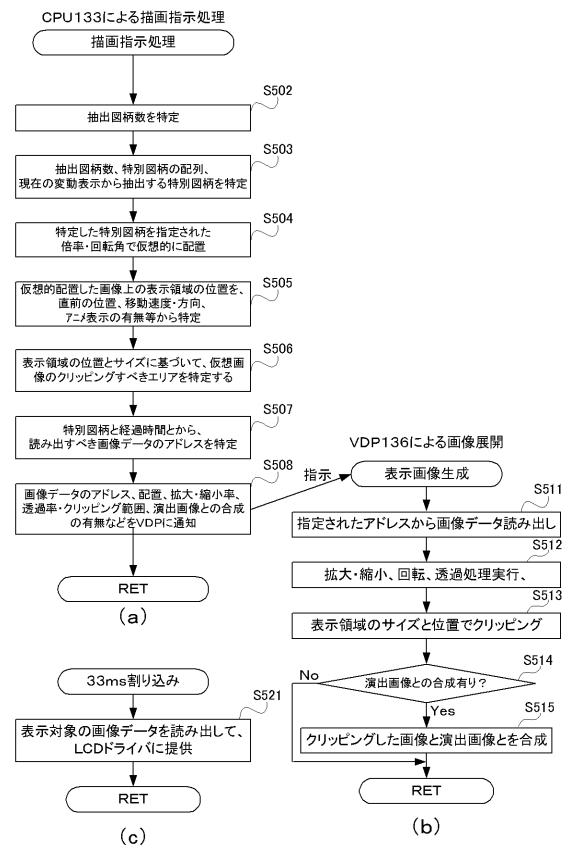 CPU133による描画指示処理
描画指示処理
S502
抽出図柄数を特定
S503
抽出図柄数、特別図柄の配列、
現在の変動表示から抽出する特別図柄を特定
S504
特定した特別図柄を指定された
倍率・回転角で仮想的に配置
S505
仮想的配置した画像上の表示領域の位置を、
直前の位置、移動速度・方向、
アニメ表示の有無等から特定
S506
表示領域の位置とサイズに基づいて、仮想画
像のクリッピングすべきエリアを特定する
S507
特別図柄と経過時間とから、
読み出すべき画像データのアドレスを特定
S508
画像データのアドレス、配置、拡大・縮小率、
透過率・クリッピング範囲、演出画像との合成
の有無などをVDPに通知
指示
RET
(a)
VDP136による画像展開
表示画像生成
S511
指定されたアドレスから画像データ読み出し
S512
拡大・縮小、回転、透過処理実行、
S513
表示領域のサイズと位置でクリッピング
S514
演出画像との合成有り？
No
Yes
S515
クリッピングした画像と演出画像とを合成
RET
(b)
33ms割り込み
S521
表示対象の画像データを読み出して、
LCDドライバに提供
RET
(c)